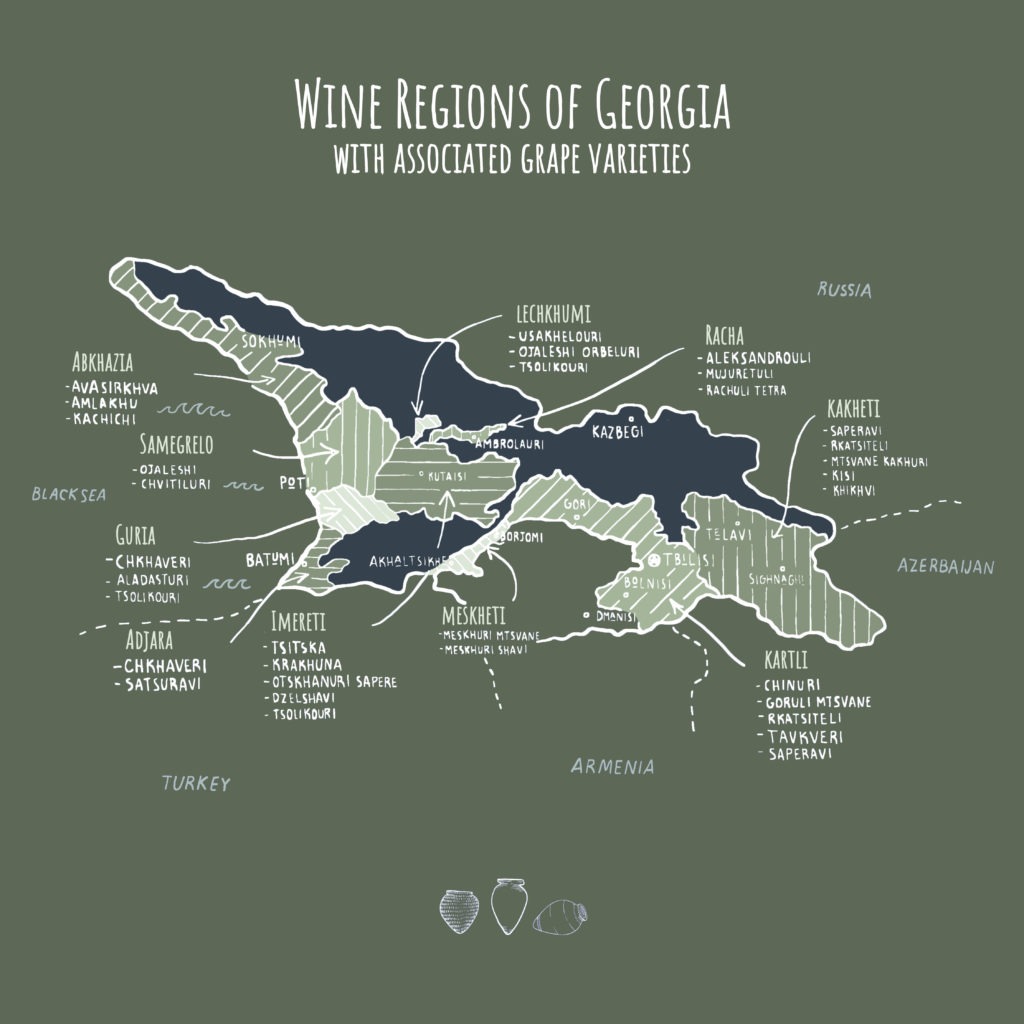 WINE REGIONS OF GEORGIA
WITH ASSOCIATED GRAPE VARIETIES
RUSSIA
LECHKHUMI
- USAKHELOURI
- OJALESHI ORBELURI
- TSOLIKOURI
RACHA
- ALEKSANDROULI
- MUJURETULI
- RACHULI TETRA
SOKHUMI
ABKHAZIA
- AVASIRKHVA
- AMLAKHU
- KACHICHI
KAKHETI
- SAPERAVI
- RKATSITELI
- MTSVANE KAKHURI
- KISI
- KHIKHVI
KAZBEGI
AMBROLAURI
SAMEGRELO
- OJALESHI
- CHVITILURI
KUTAISI
POTI
BLACK SEA
GORI
GURIA
- CHKHAVERI
- ALADASTURI
- TSOLIKOURI
BORJOMI
TELAVI
BATUMI
AKHALTSIKHE
TBILISI
AZERBAIJAN
BOLNISI
SIGHNAGHI
DMANISI
ADJARA
- CHKHAVERI
- SATSURAVI
IMERETI
- TSITSKA
- KRAKHUNA
- OTSKHANURI SAPERE
- DZELSHAVI
- TSOLIKOURI
MESKHETI
- MESKHURI MTSVANE
- MESKHURI SHAVI
KARTLI
- CHINURI
- GORULI MTSVANE
- RKATSITELI
- TAVKVERI
- SAPERAVI
ARMENIA
TURKEY